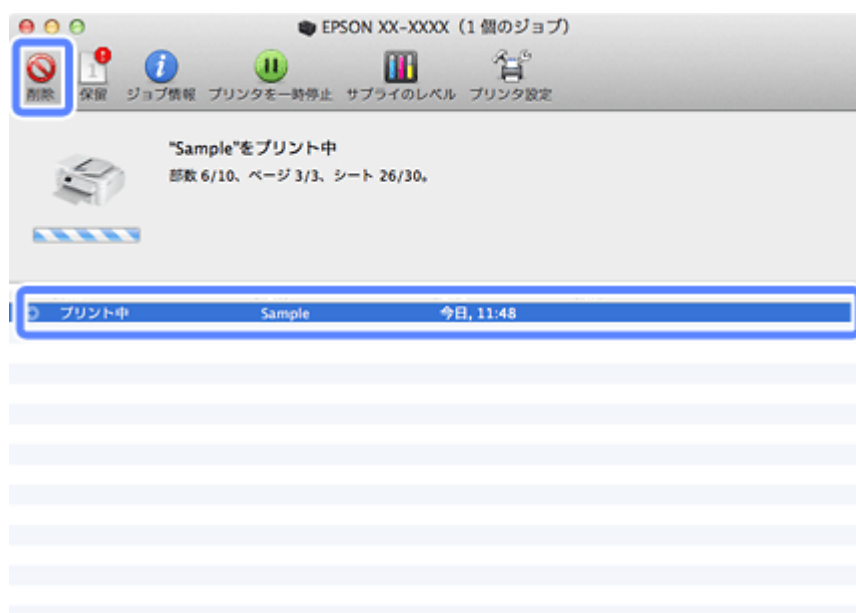 EPSON XX-XXXX（1 個のジョブ）
1
削除 保留 ジョブ情報 プリンタを一時停止 サプライのレベル プリンタ設定
"Sample"をプリント中
部数 6/10、ページ 3/3、シート 26/30。
プリント中 Sample 今日, 11:48